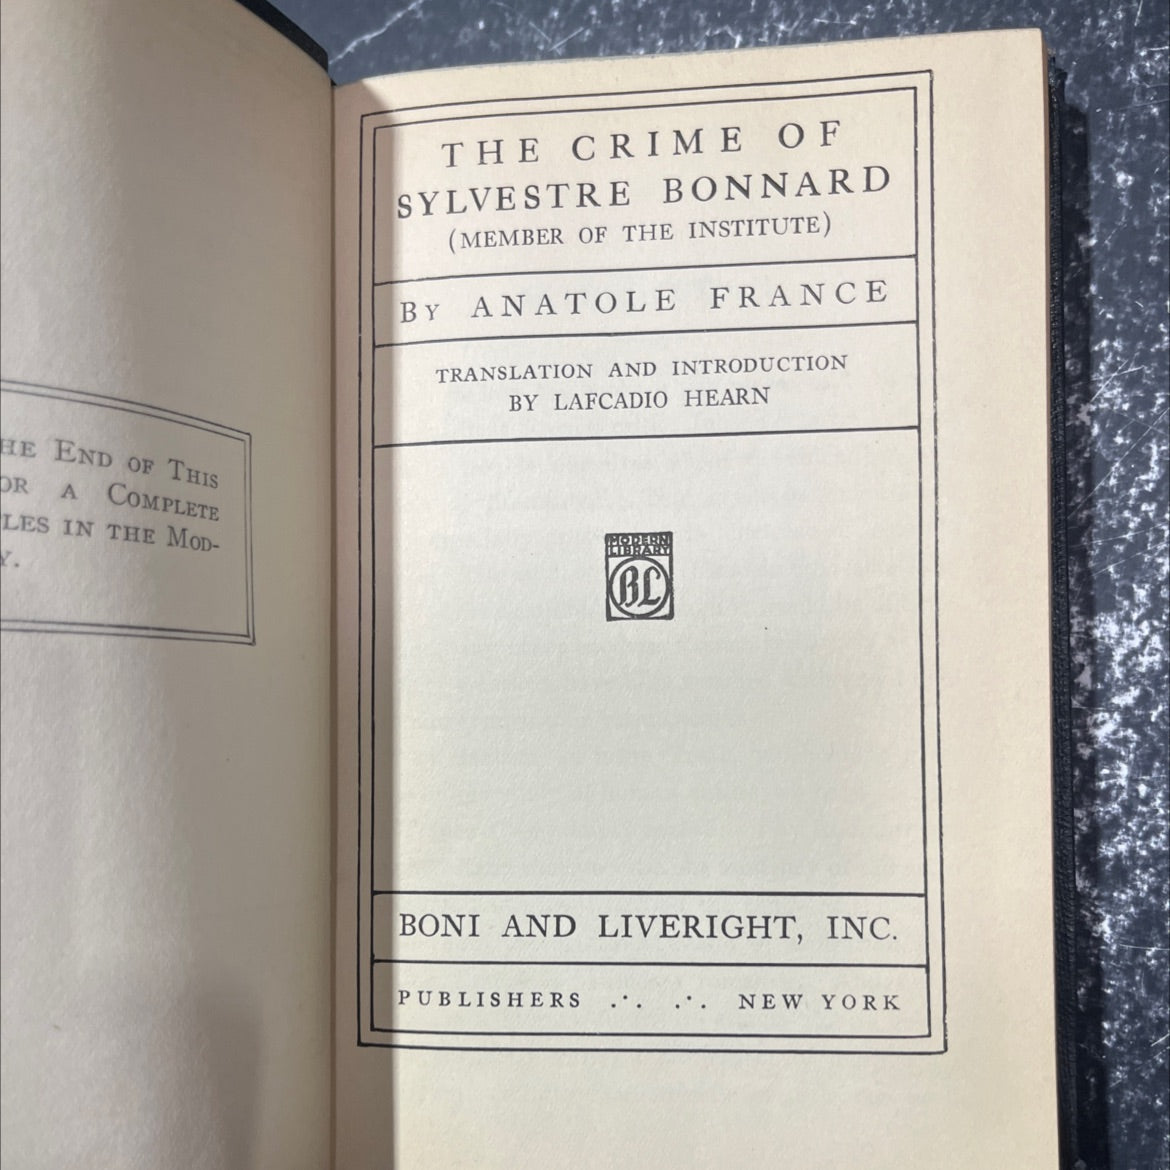 HE END OF THIS
OR A COMPLETE
LES IN THE MOD-
Y.
THE CRIME OF
SYLVESTRE BONNARD
(MEMBER OF THE INSTITUTE)
BY ANATOLE FRANCE
TRANSLATION AND INTRODUCTION
BY LAFCADIO HEARN
MODERN
LIBRARY
BL
BONI AND LIVERIGHT, INC.
PUBLISHERS .·. .·. NEW YORK